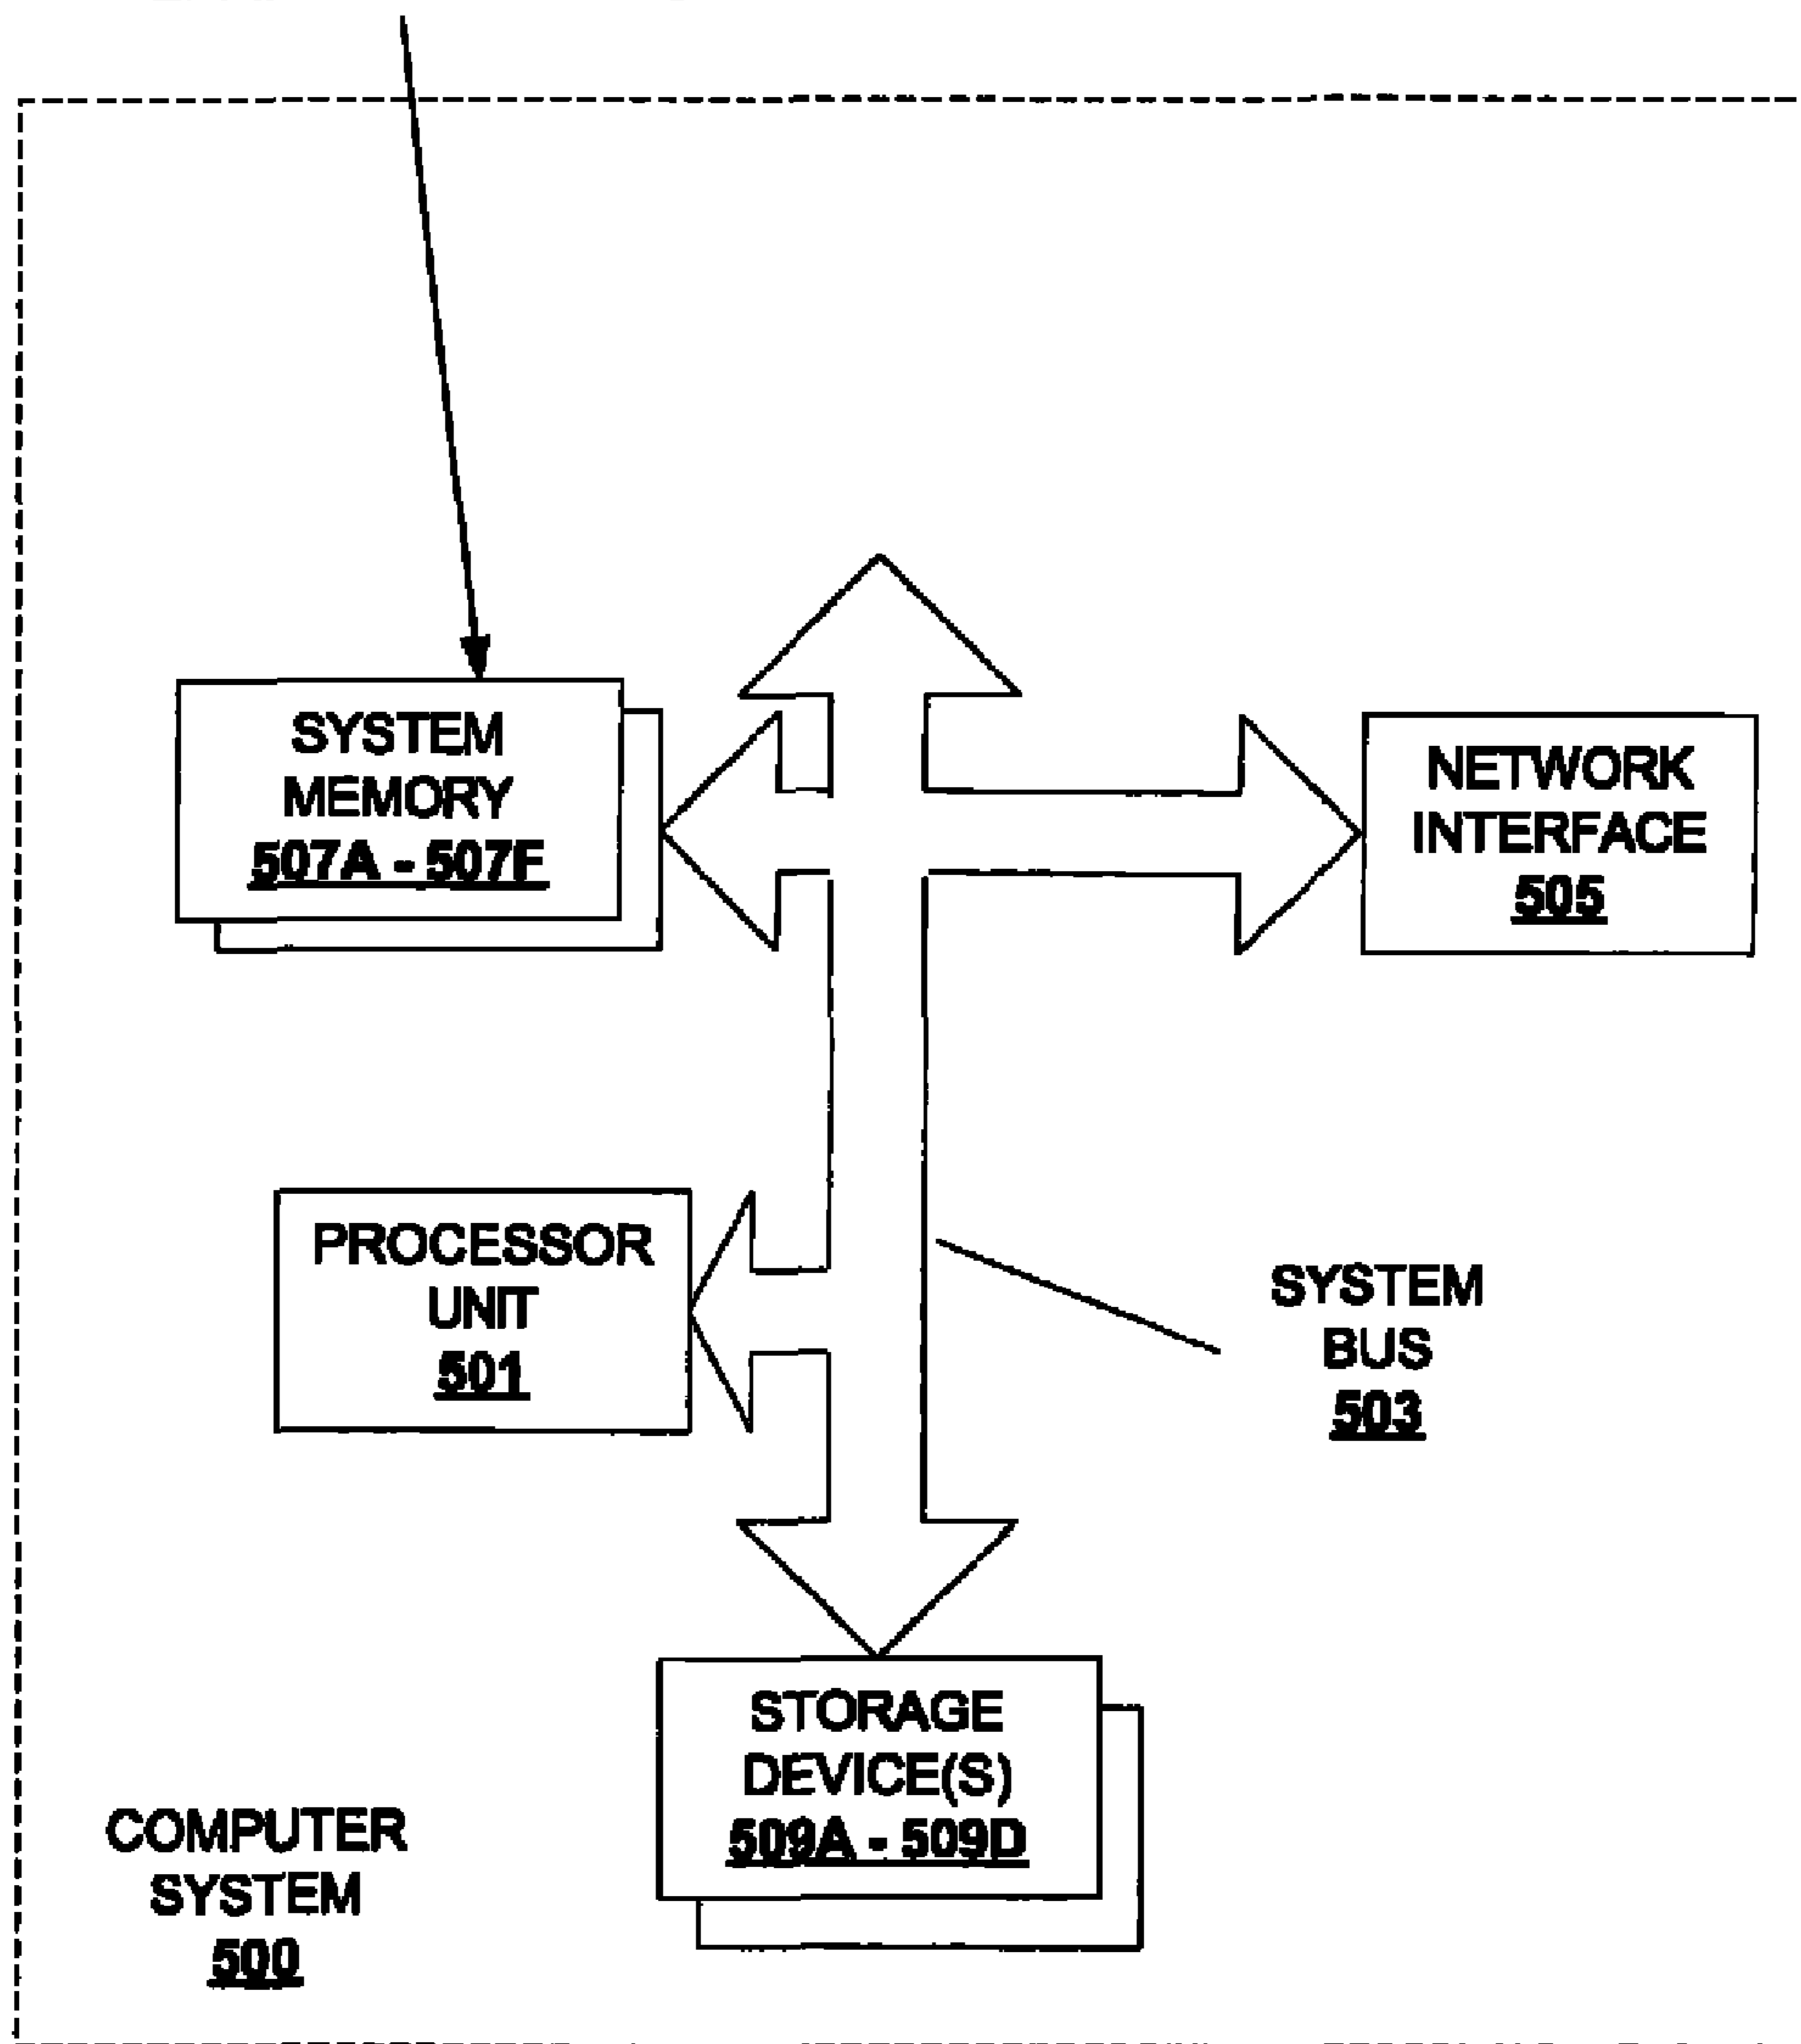 SYSTEM
MEMORY
507A - 507F
NETWORK
INTERFACE
505
PROCESSOR
UNIT
501
SYSTEM
BUS
503
STORAGE
DEVICE(S)
509A - 509D
COMPUTER
SYSTEM
500